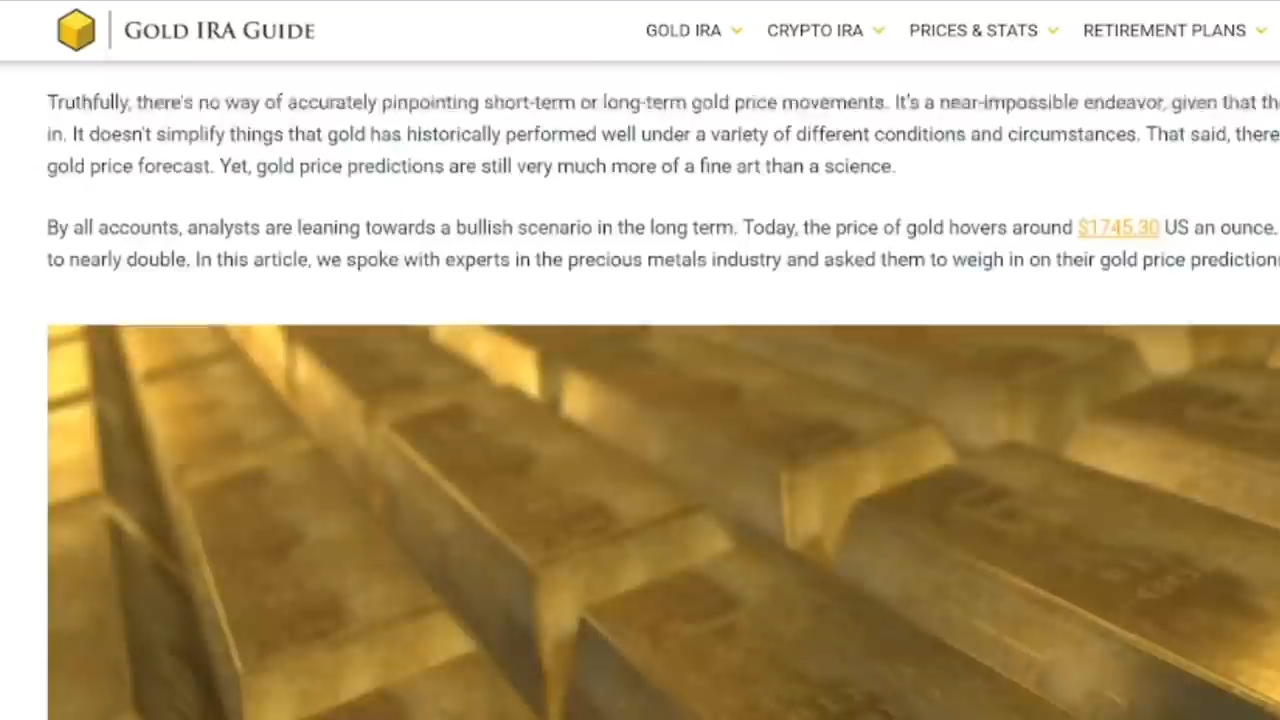 GOLD IRA GUIDE
GOLD IRA
CRYPTO IRA
PRICES & STATS
RETIREMENT PLANS
Truthfully, there's no way of accurately pinpointing short-term or long-term gold price movements. It's a near-impossible endeavor, given that th
in. It doesn't simplify things that gold has historically performed well under a variety of different conditions and circumstances. That said, there
gold price forecast. Yet, gold price predictions are still very much more of a fine art than a science.
By all accounts, analysts are leaning towards a bullish scenario in the long term. Today, the price of gold hovers around $1745.30 US an ounce.
to nearly double. In this article, we spoke with experts in the precious metals industry and asked them to weigh in on their gold price prediction